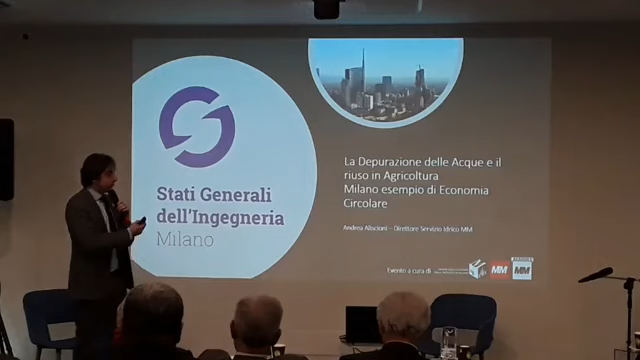 Stati Generali
dell'Ingegneria
Milano
La Depurazione delle Acque e il
riuso in Agricoltura
Milano esempio di Economia
Circolare
Andrea Aliscioni – Direttore Servizio Idrico MM
Evento a cura di
MM
MM